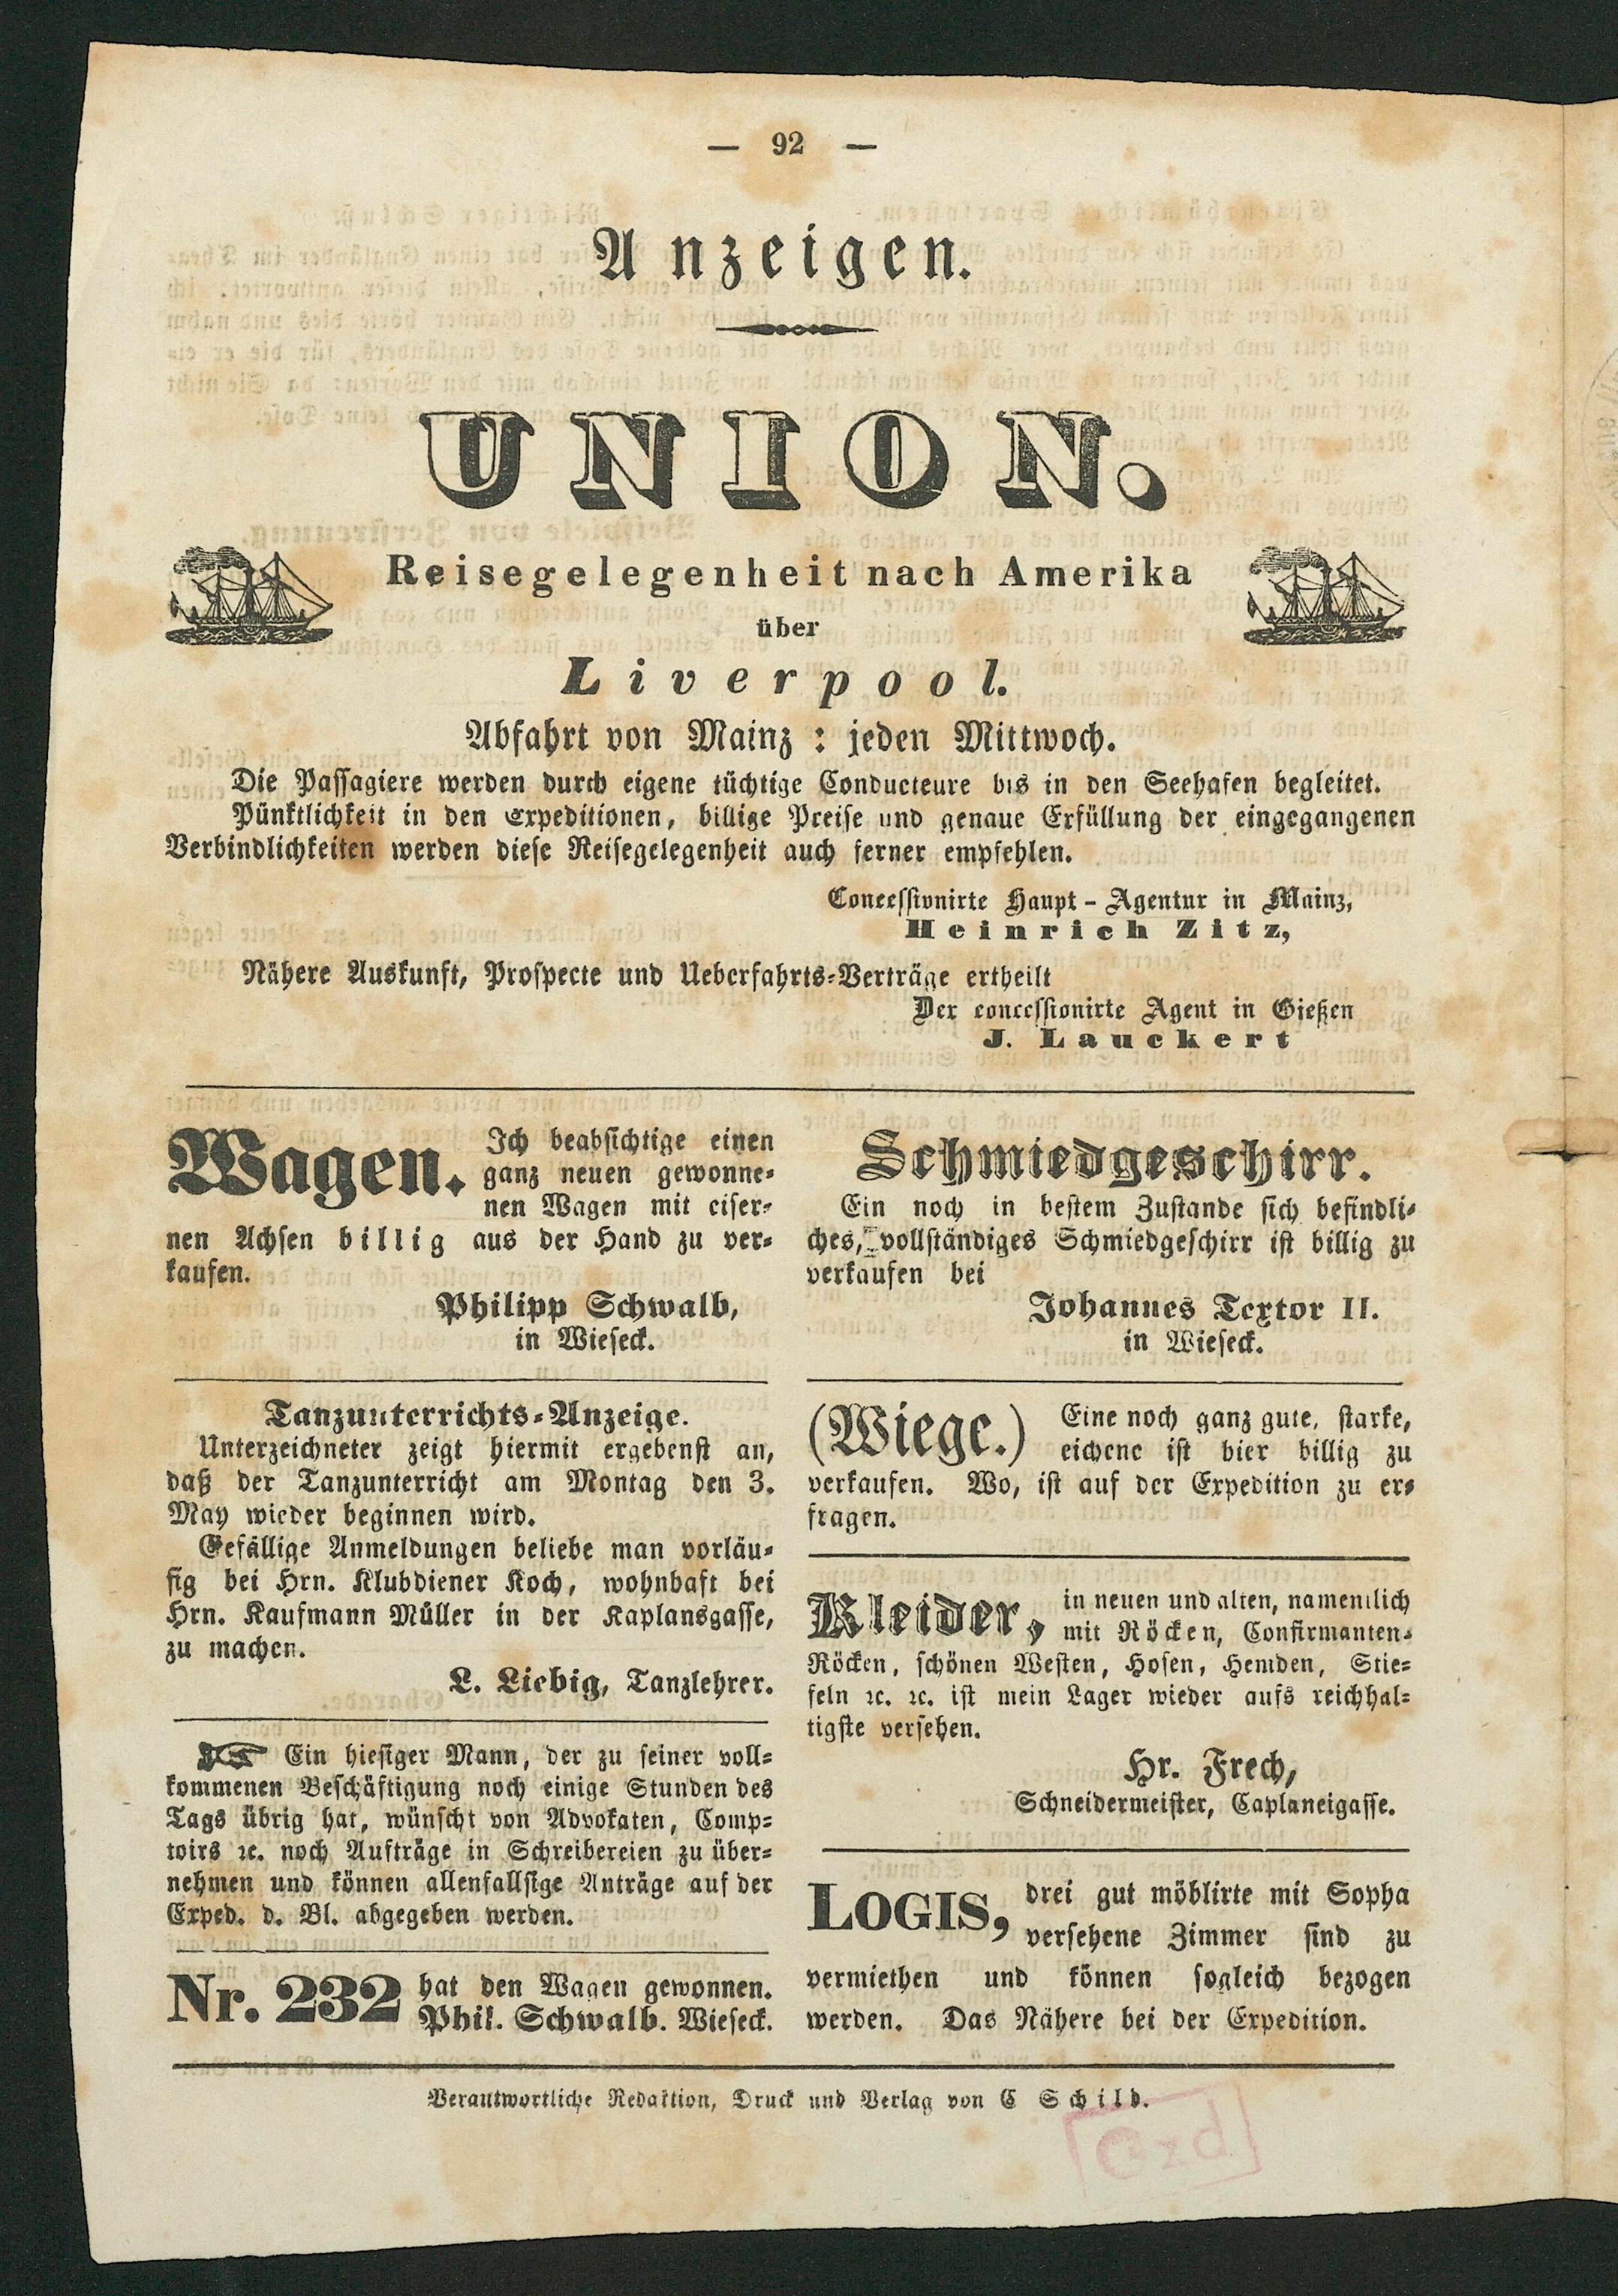 — 92 —
Anzeigen.
UNION.
Reisegelegenheit nach Amerika
über
Liverpool.
Abfahrt von Mainz : jeden Mittwoch.
Die Passagiere werden durch eigene tüchtige Conducteure bis in den Seehafen begleitet.
Pünktlichkeit in den Expeditionen, billige Preise und genaue Erfüllung der eingegangenen
Verbindlichkeiten werden diese Reisegelegenheit auch ferner empfehlen.
Concessionirte Haupt - Agentur in Mainz,
Heinrich Zitz,
Nähere Auskunft, Prospecte und Ueberfahrts-Verträge ertheilt
Der concessionirte Agent in Gießen
J. Lauckert
Wagen. Ich beabsichtige einen
ganz neuen gewonne-
nen Wagen mit eiser-
nen Achsen billig aus der Hand zu ver-
kaufen.
Philipp Schwalb,
in Wieseck.
Tanzunterrichts-Anzeige.
Unterzeichneter zeigt hiermit ergebenst an,
daß der Tanzunterricht am Montag den 3.
May wieder beginnen wird.
Gefällige Anmeldungen beliebe man vorläu-
fig bei Hrn. Klubdiener Koch, wohnhaft bei
Hrn. Kaufmann Müller in der Kaplansgasse,
zu machen.
L. Liebig, Tanzlehrer.
☞ Ein hiesiger Mann, der zu seiner voll-
kommenen Beschäftigung noch einige Stunden des
Tags übrig hat, wünscht von Advokaten, Comp-
toirs ꝛc. noch Aufträge in Schreibereien zu über-
nehmen und können allenfallsige Anträge auf der
Exped. d. Bl. abgegeben werden.
Nr. 232 hat den Wagen gewonnen.
Phil. Schwalb. Wieseck.
Schmiedgeschirr.
Ein noch in bestem Zustande sich befindli-
ches, vollständiges Schmiedgeschirr ist billig zu
verkaufen bei
Johannes Textor II.
in Wieseck.
(Wiege.) Eine noch ganz gute, starke,
eichene ist hier billig zu
verkaufen. Wo, ist auf der Expedition zu er-
fragen.
Kleider, in neuen und alten, namentlich
mit Röcken, Confirmanten-
Röcken, schönen Westen, Hosen, Hemden, Stie-
feln ꝛc. ꝛc. ist mein Lager wieder aufs reichhal-
tigste versehen.
Hr. Frech,
Schneidermeister, Caplaneigasse.
LOGIS, drei gut möblirte mit Sopha
versehene Zimmer sind zu
vermiethen und können sogleich bezogen
werden. Das Nähere bei der Expedition.
Verantwortliche Redaktion, Druck und Verlag von C Schild.